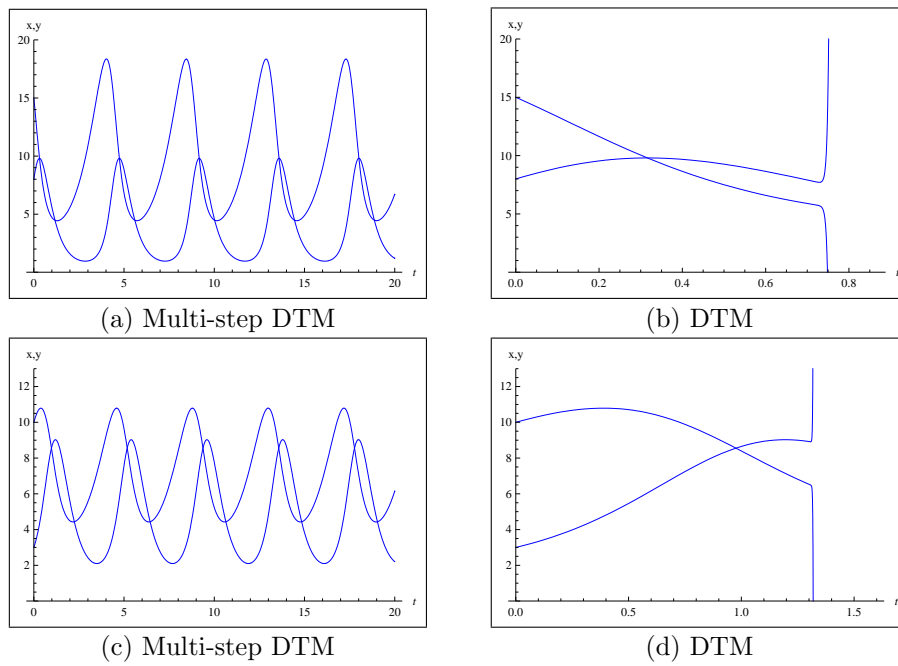 x,y
20
15
10
5
0 5 10 15 20 t
(a) Multi-step DTM
x,y
20
15
10
5
0.0 0.2 0.4 0.6 0.8 t
(b) DTM
x,y
12
10
8
6
4
2
0 5 10 15 20 t
(c) Multi-step DTM
x,y
12
10
8
6
4
2
0.0 0.5 1.0 1.5 t
(d) DTM